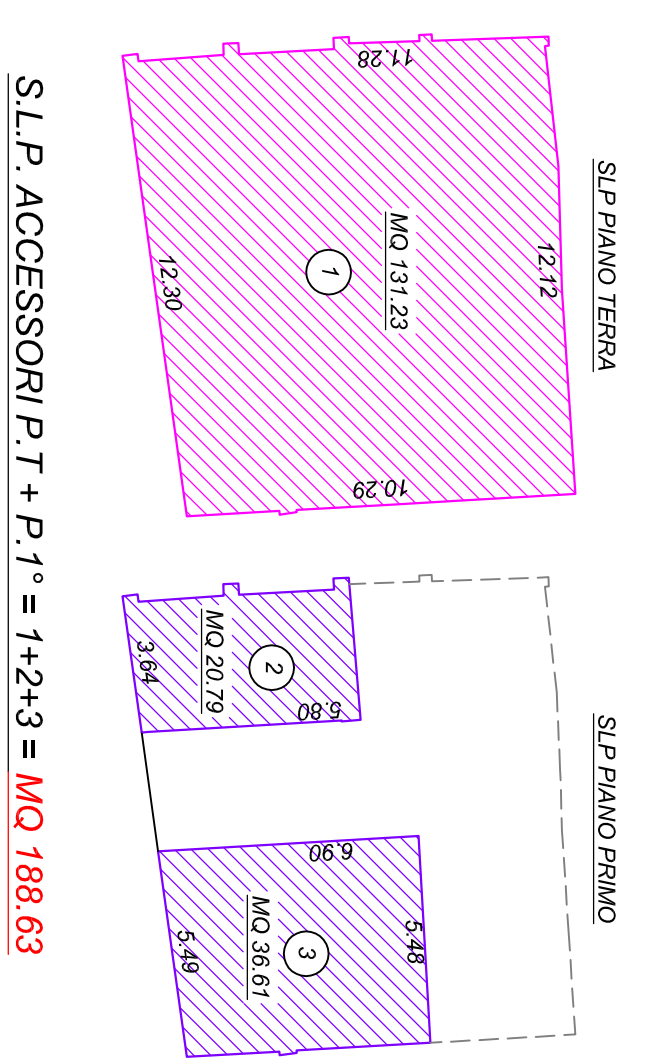 SLP PIANO TERRA
12.12
11.28
MQ 131.23
1
10.29
12.30
SLP PIANO PRIMO
5.80
2
MQ 20.79
3.64
5.48
6.90
3
MQ 36.61
5.49
S.L.P. ACCESSORI P.T + P.1° = 1+2+3 = MQ 188.63